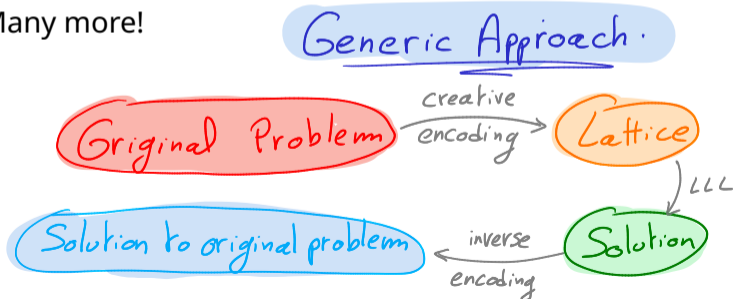 Many more!
Generic Approach.
Original Problem
creative
encoding
Lattice
LLL
Solution
inverse
encoding
Solution to original problem